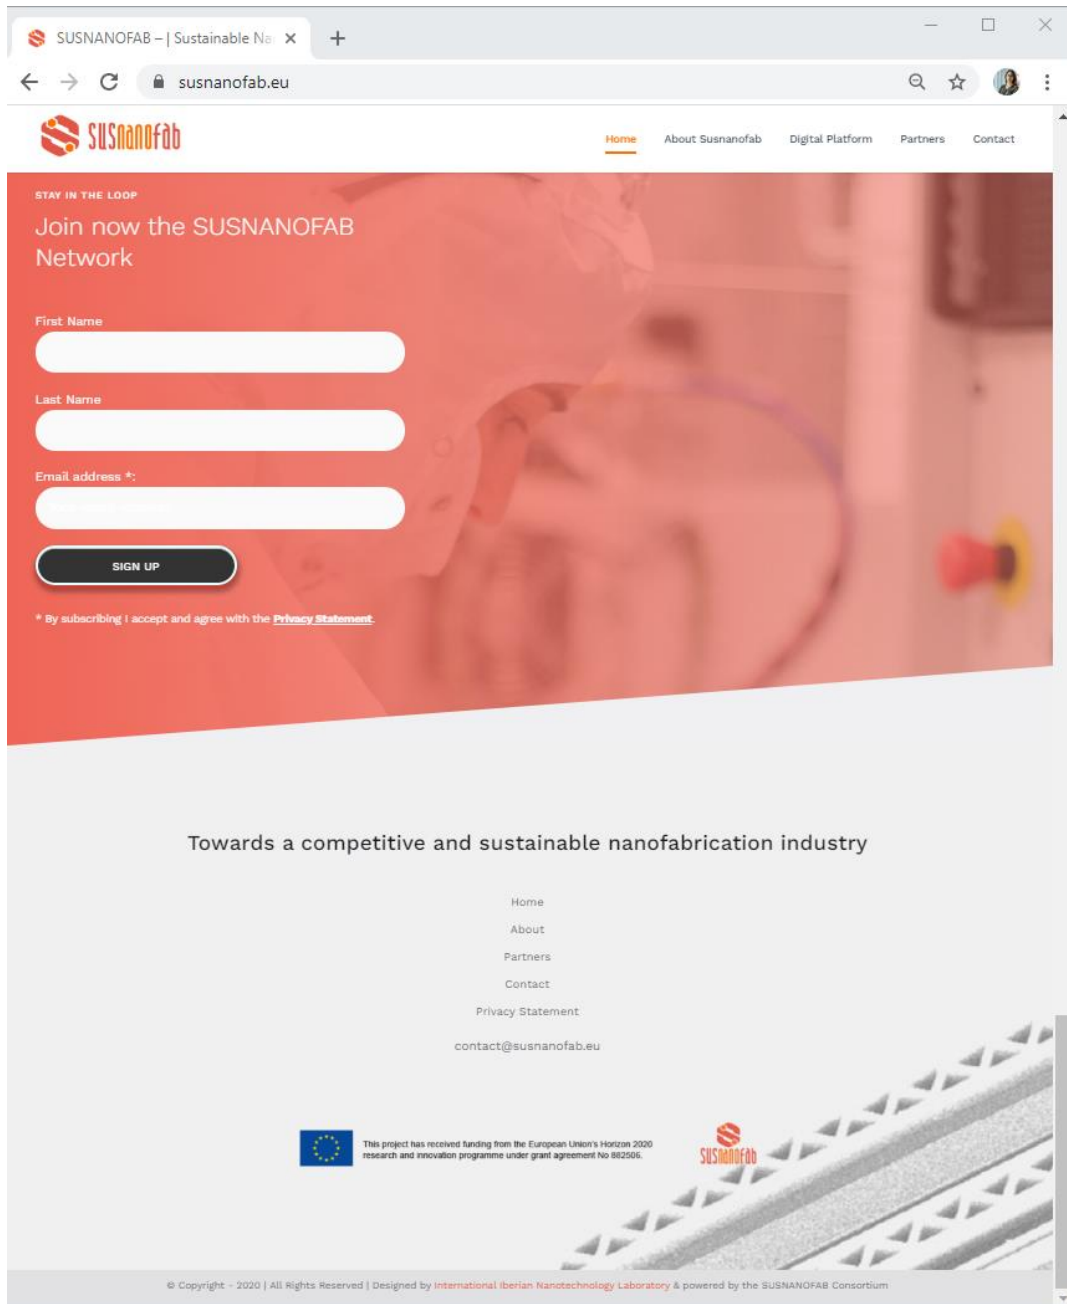 SUSNANOFAB – | Sustainable Na
susnanofab.eu
susnanofab
Home About Susnanofab Digital Platform Partners Contact
STAY IN THE LOOP
Join now the SUSNANOFAB
Network
First Name
Last Name
Email address *:
SIGN UP
* By subscribing I accept and agree with the Privacy Statement.
Towards a competitive and sustainable nanofabrication industry
Home
About
Partners
Contact
Privacy Statement
contact@susnanofab.eu
This project has received funding from the European Union's Horizon 2020
research and innovation programme under grant agreement No 882506.
susnanofab
© Copyright - 2020 | All Rights Reserved | Designed by International Iberian Nanotechnology Laboratory & powered by the SUSNANOFAB Consortium